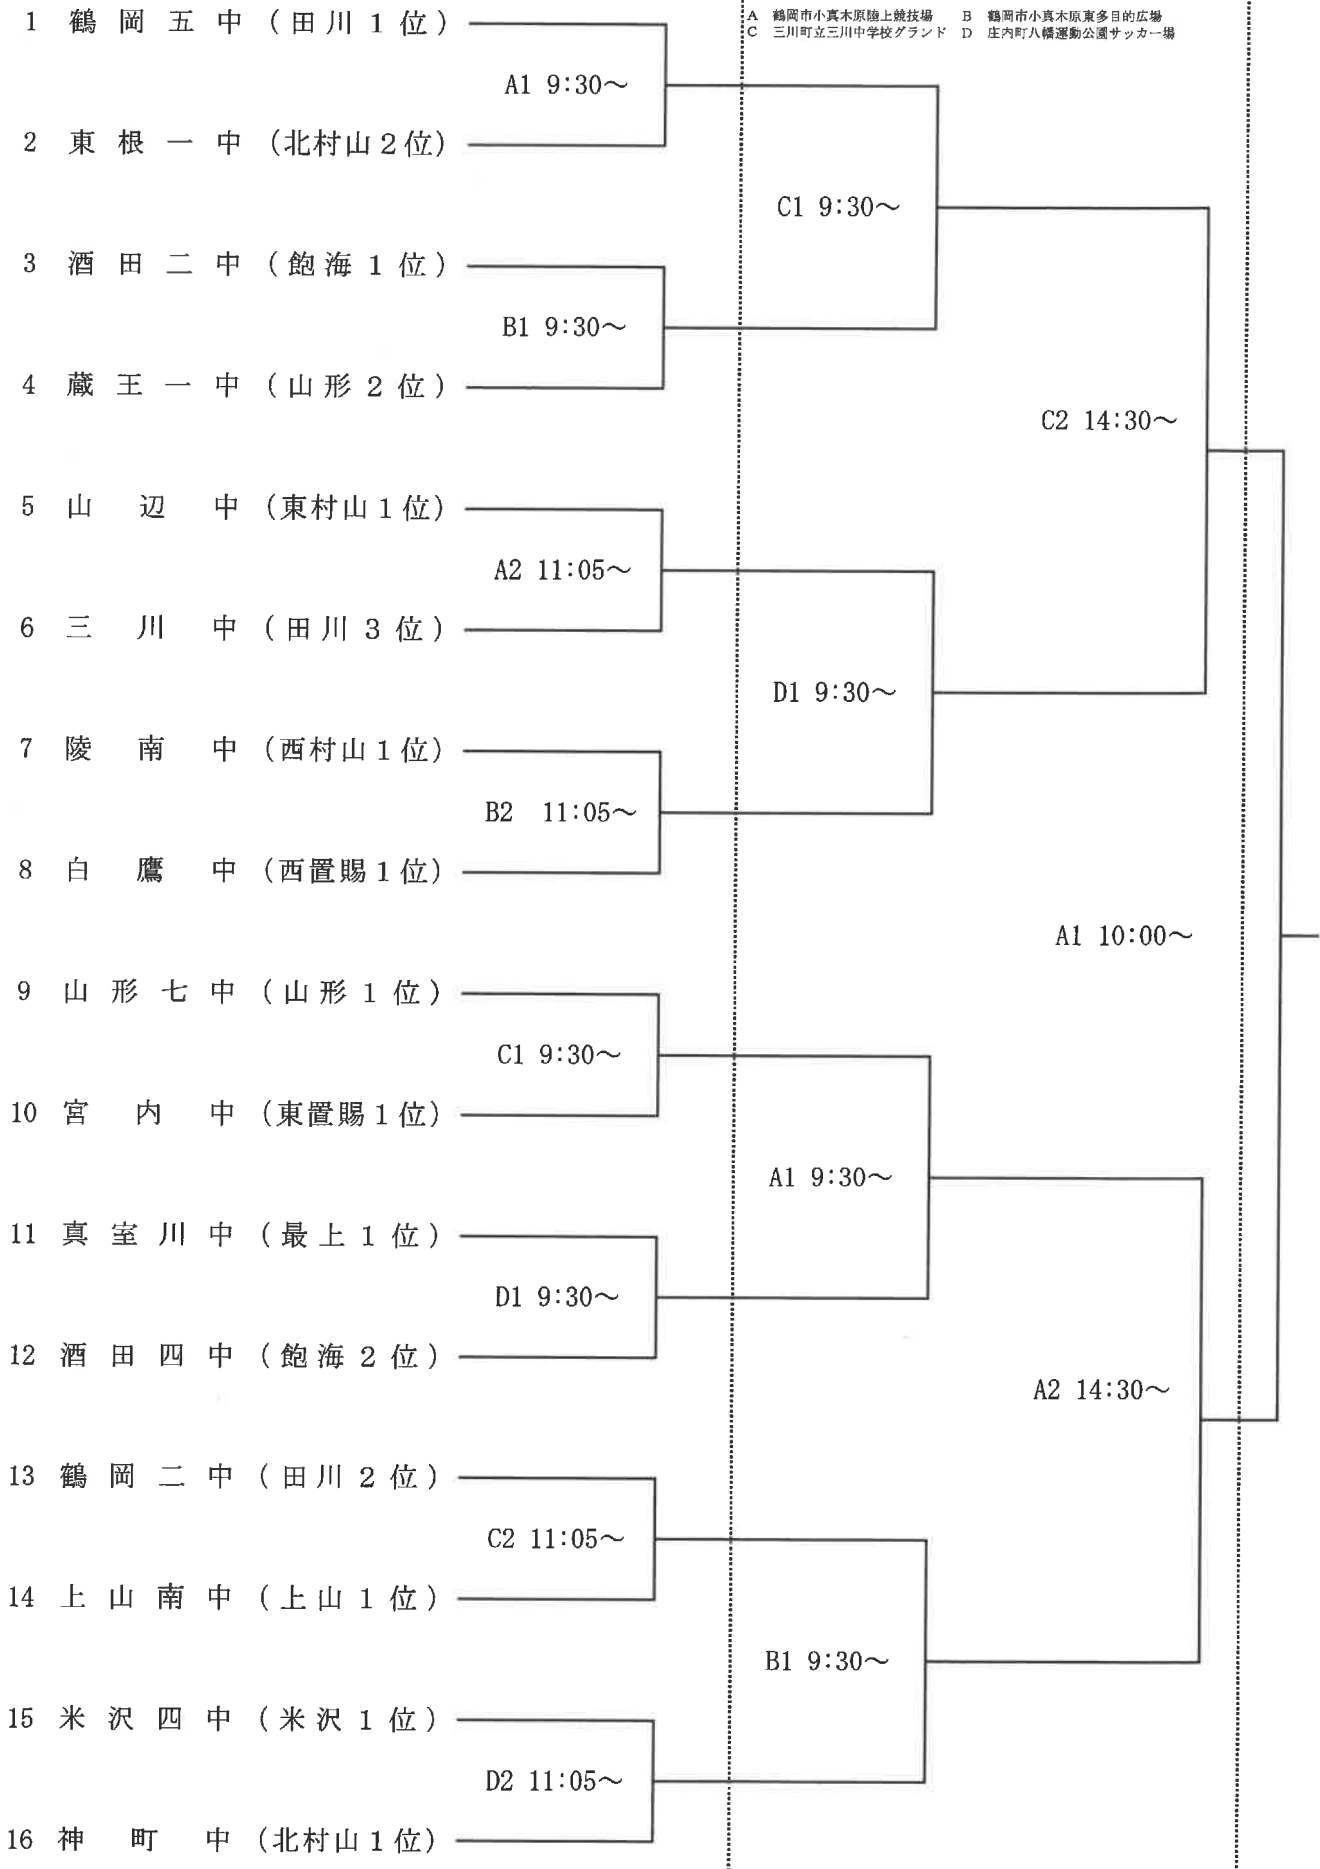 A 鶴岡市小真木原陸上競技場 B 鶴岡市小真木原東多目的広場
C 三川町立三川中学校グランド D 庄内町八幡運動公園サッカー場
1 鶴岡五中 (田川1位)
A1 9:30～
2 東根一中 (北村山2位)
C1 9:30～
3 酒田二中 (飽海1位)
B1 9:30～
4 蔵王一中 (山形2位)
C2 14:30～
5 山辺中 (東村山1位)
A2 11:05～
6 三川中 (田川3位)
D1 9:30～
7 陵南中 (西村山1位)
B2 11:05～
8 白鷹中 (西置賜1位)
A1 10:00～
9 山形七中 (山形1位)
C1 9:30～
10 宮内中 (東置賜1位)
A1 9:30～
11 真室川中 (最上1位)
D1 9:30～
12 酒田四中 (飽海2位)
A2 14:30～
13 鶴岡二中 (田川2位)
C2 11:05～
14 上山南中 (上山1位)
B1 9:30～
15 米沢四中 (米沢1位)
D2 11:05～
16 神町中 (北村山1位)